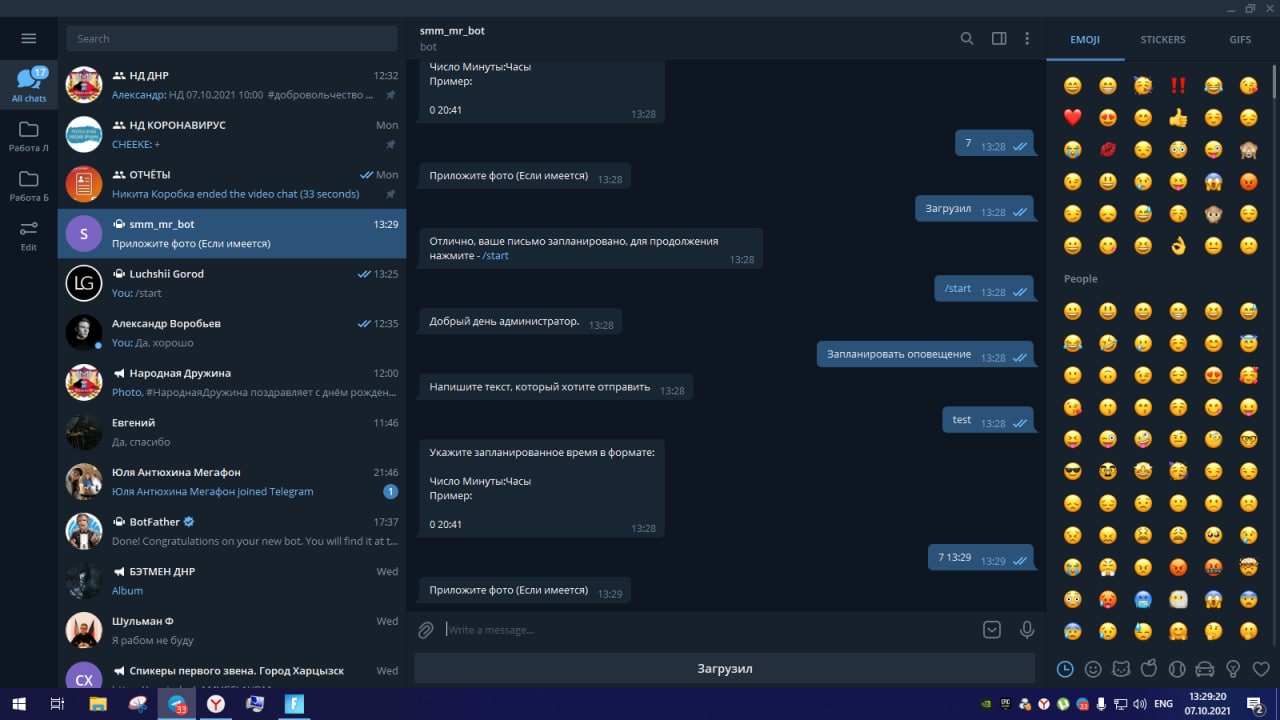 Search
17
All chats
Работа Л
Работа Б
Edit
НД ДНР 12:32
Александр: НД 07.10.2021 10:00 #добровольчество ...
НД КОРОНАВИРУС Mon
CHEEKE: +
ОТЧЁТЫ Mon
Никита Коробка ended the video chat (33 seconds)
S
smm_mr_bot 13:29
Приложите фото (Если имеется)
LG
Luchshii Gorod 13:25
You: /start
Александр Воробьев 12:35
You: Да, хорошо
Народная Дружина 12:00
Photo, #НароднаяДружина поздравляет с днём рожден...
Евгений 11:46
Да, спасибо
Юля Антюхина Мегафон 21:46
Юля Антюхина Мегафон joined Telegram 1
BotFather 17:37
Done! Congratulations on your new bot. You will find it at t...
БЭТМЕН ДНР Wed
Album
Шульман Ф Wed
Я рабом не буду
СХ
Спикеры первого звена. Город Харцызск Wed
smm_mr_bot
bot
Число Минуты:Часы
Пример:
0 20:41
13:28
7 13:28
Приложите фото (Если имеется) 13:28
Загрузил 13:28
Отлично, ваше письмо запланировано, для продолжения
нажмите - /start
13:28
/start 13:28
Добрый день администратор. 13:28
Запланировать оповещение 13:28
Напишите текст, который хотите отправить 13:28
test 13:28
Укажите запланированное время в формате:
Число Минуты:Часы
Пример:
0 20:41
13:28
7 13:29 13:29
Приложите фото (Если имеется) 13:29
Write a message...
Загрузил
EMOJI STICKERS GIFS
People
33
33
ENG
13:29:20
07.10.2021
2